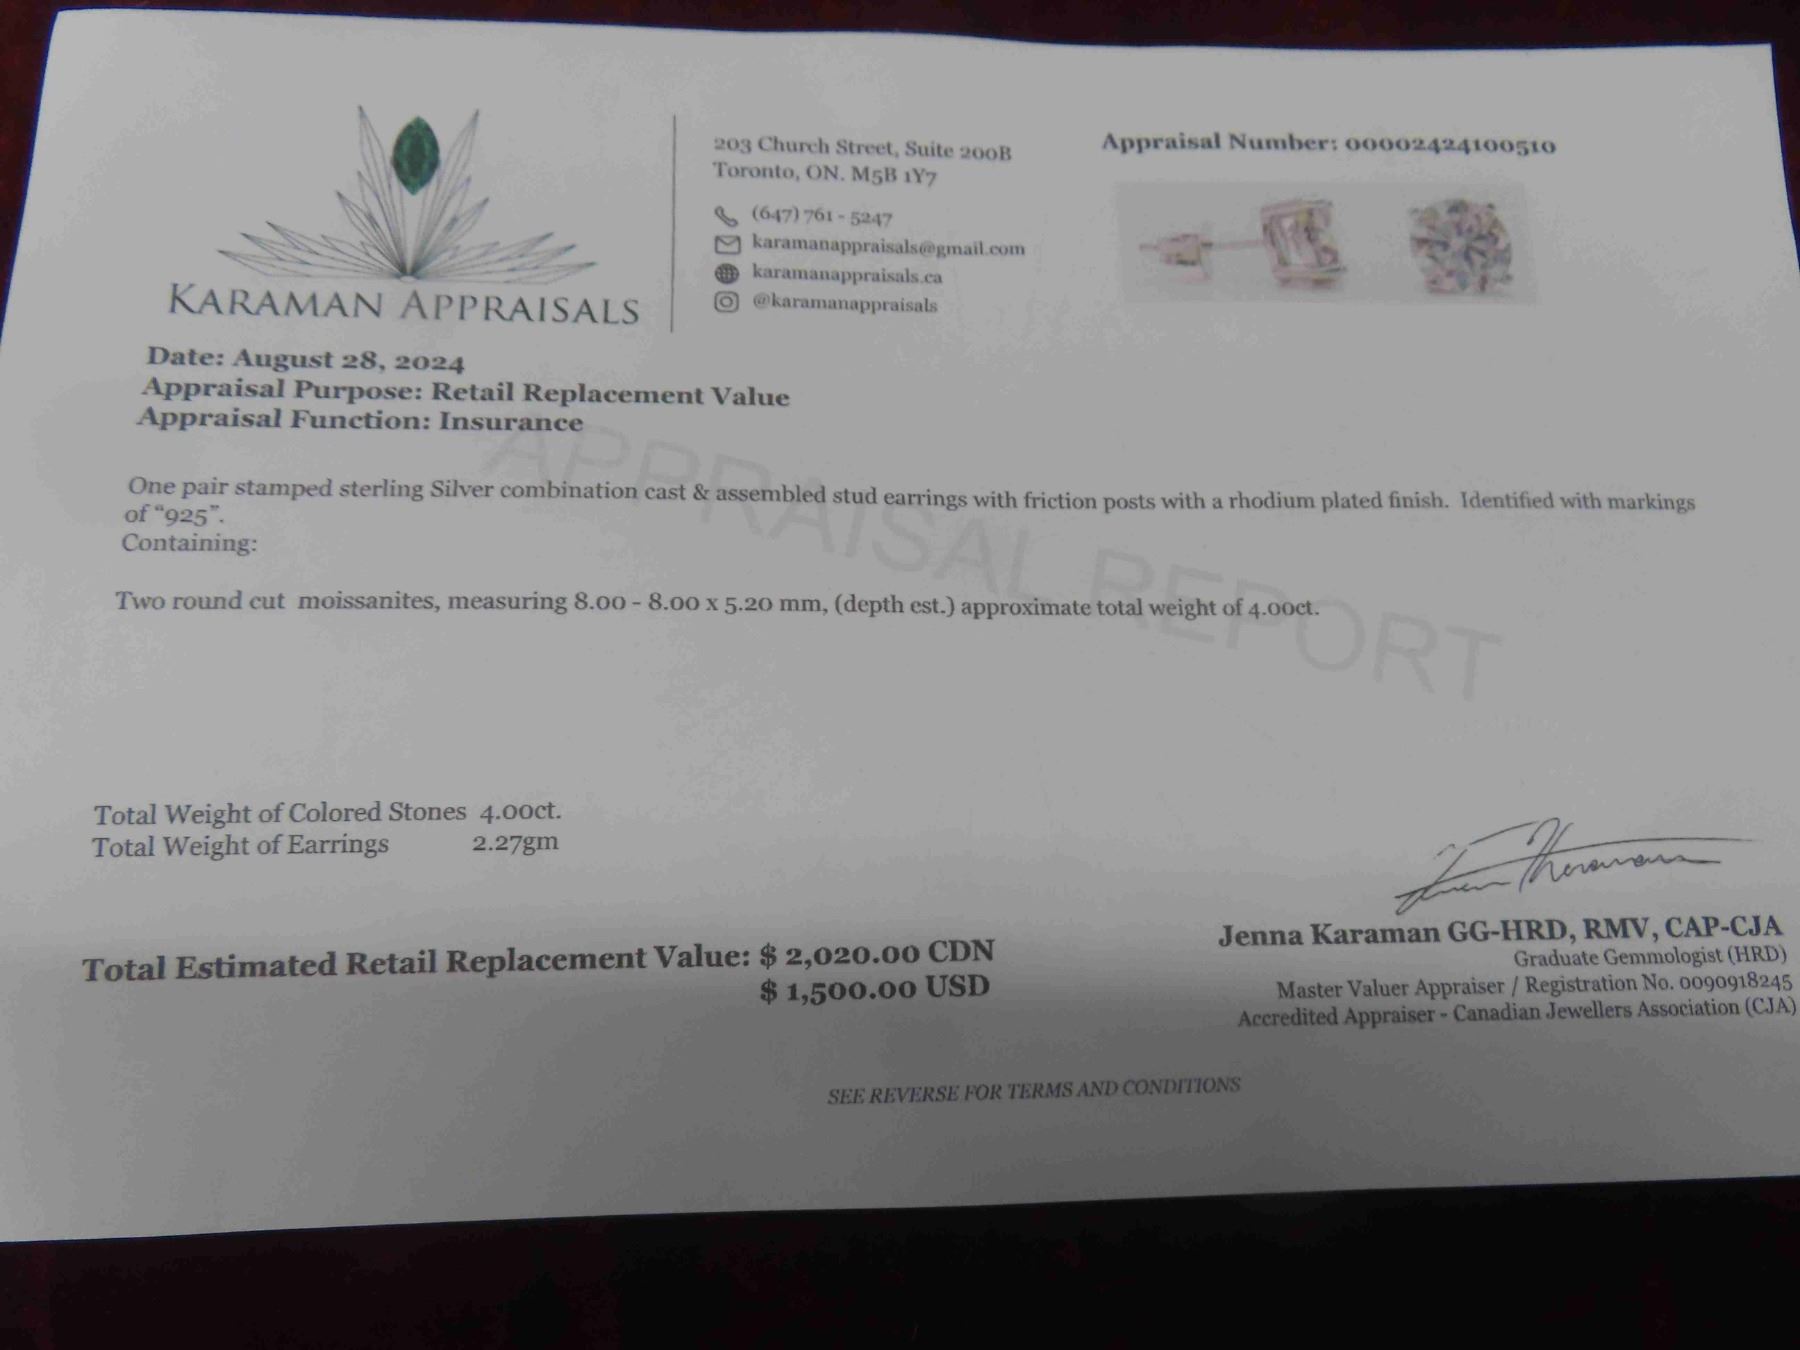 KARAMAN APPRAISALS
203 Church Street, Suite 200B
Toronto, ON. M5B 1Y7
(647) 761 - 5247
karamanappraisals@gmail.com
karamanappraisals.ca
@karamanappraisals
Appraisal Number: 00002424100510
Date: August 28, 2024
Appraisal Purpose: Retail Replacement Value
Appraisal Function: Insurance
APPRAISAL REPORT
One pair stamped sterling Silver combination cast & assembled stud earrings with friction posts with a rhodium plated finish. Identified with markings
of “925”.
Containing:
Two round cut moissanites, measuring 8.00 - 8.00 x 5.20 mm, (depth est.) approximate total weight of 4.00ct.
Total Weight of Colored Stones 4.00ct.
Total Weight of Earrings 2.27gm
Total Estimated Retail Replacement Value: $ 2,020.00 CDN
$ 1,500.00 USD
Jenna Karaman GG-HRD, RMV, CAP-CJA
Graduate Gemmologist (HRD)
Master Valuer Appraiser / Registration No. 0090918245
Accredited Appraiser - Canadian Jewellers Association (CJA)
SEE REVERSE FOR TERMS AND CONDITIONS